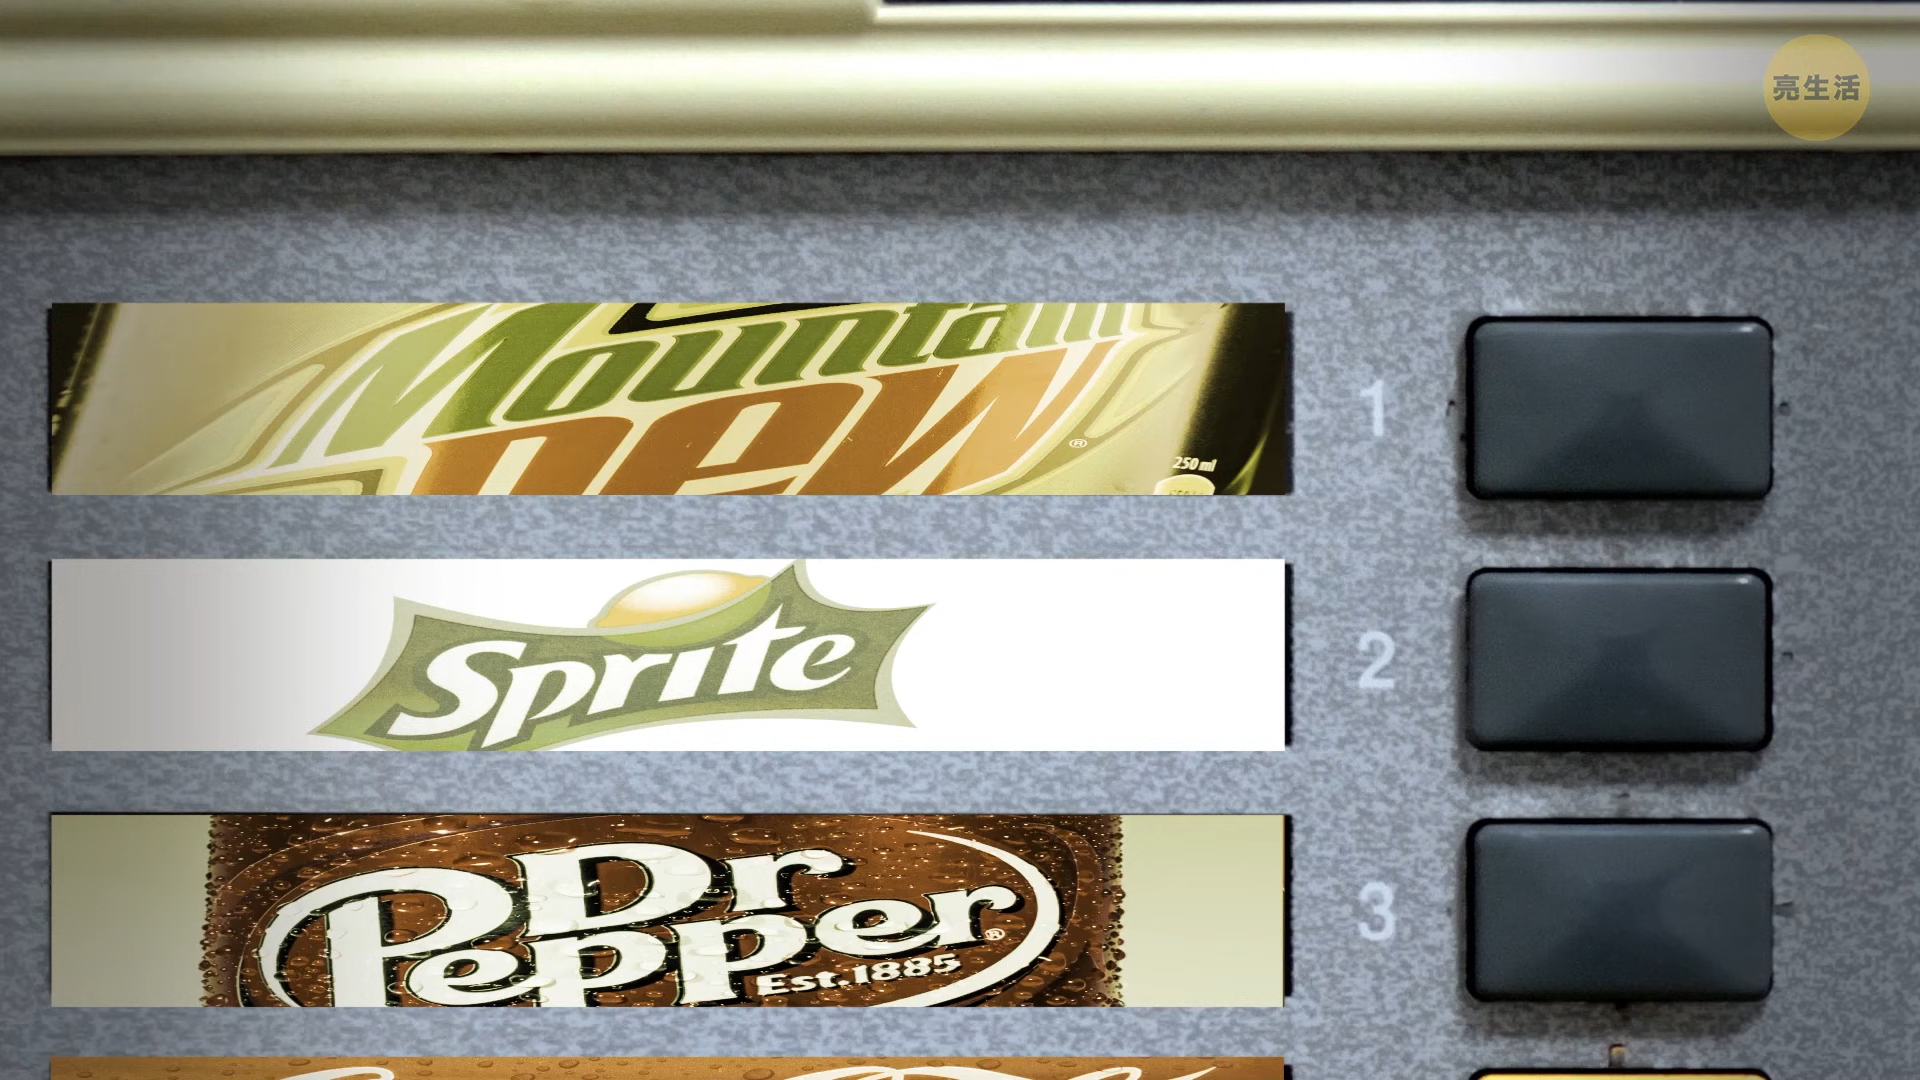 亮生活
Mountain
Dew
®
250 ml
1
Sprite
2
Dr
Pepper
®
Est.1885
3